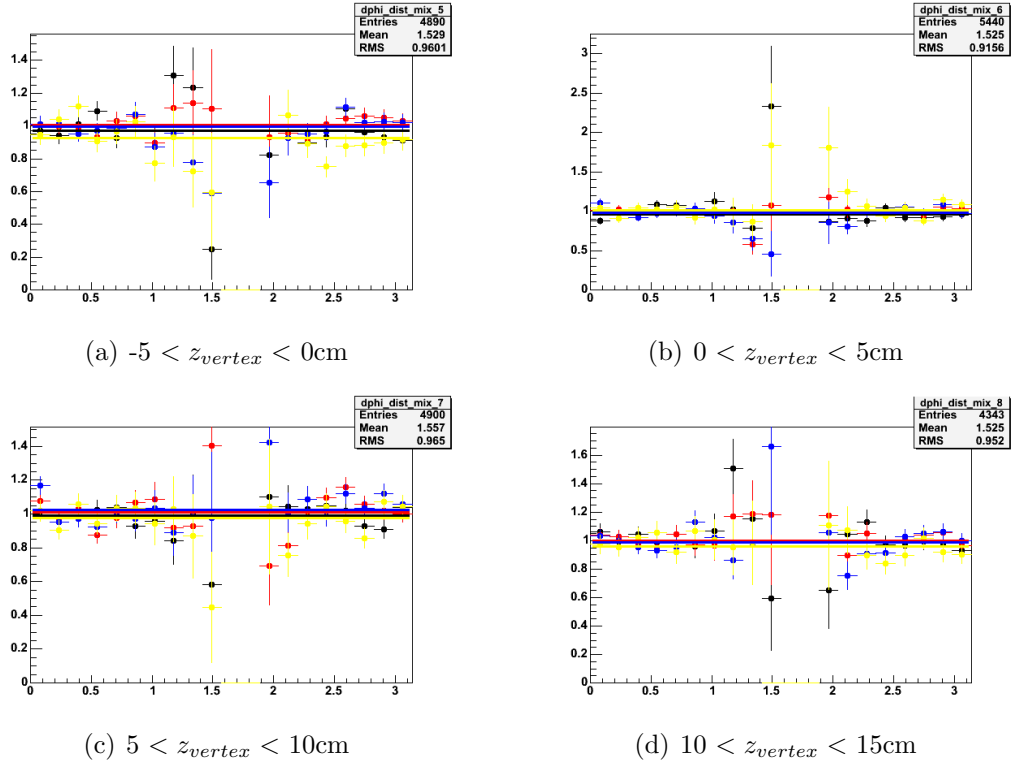 dphi_dist_mix_5
Entries 4890
Mean 1.529
RMS 0.9601
1.4
1.2
1
0.8
0.6
0.4
0.2
0
0 0.5 1 1.5 2 2.5 3
(a) -5 < z_vertex < 0cm
dphi_dist_mix_6
Entries 5440
Mean 1.525
RMS 0.9156
3
2.5
2
1.5
1
0.5
0
0 0.5 1 1.5 2 2.5 3
(b) 0 < z_vertex < 5cm
dphi_dist_mix_7
Entries 4900
Mean 1.557
RMS 0.965
1.4
1.2
1
0.8
0.6
0.4
0.2
0
0 0.5 1 1.5 2 2.5 3
(c) 5 < z_vertex < 10cm
dphi_dist_mix_8
Entries 4343
Mean 1.525
RMS 0.952
1.6
1.4
1.2
1
0.8
0.6
0.4
0.2
0
0 0.5 1 1.5 2 2.5 3
(d) 10 < z_vertex < 15cm